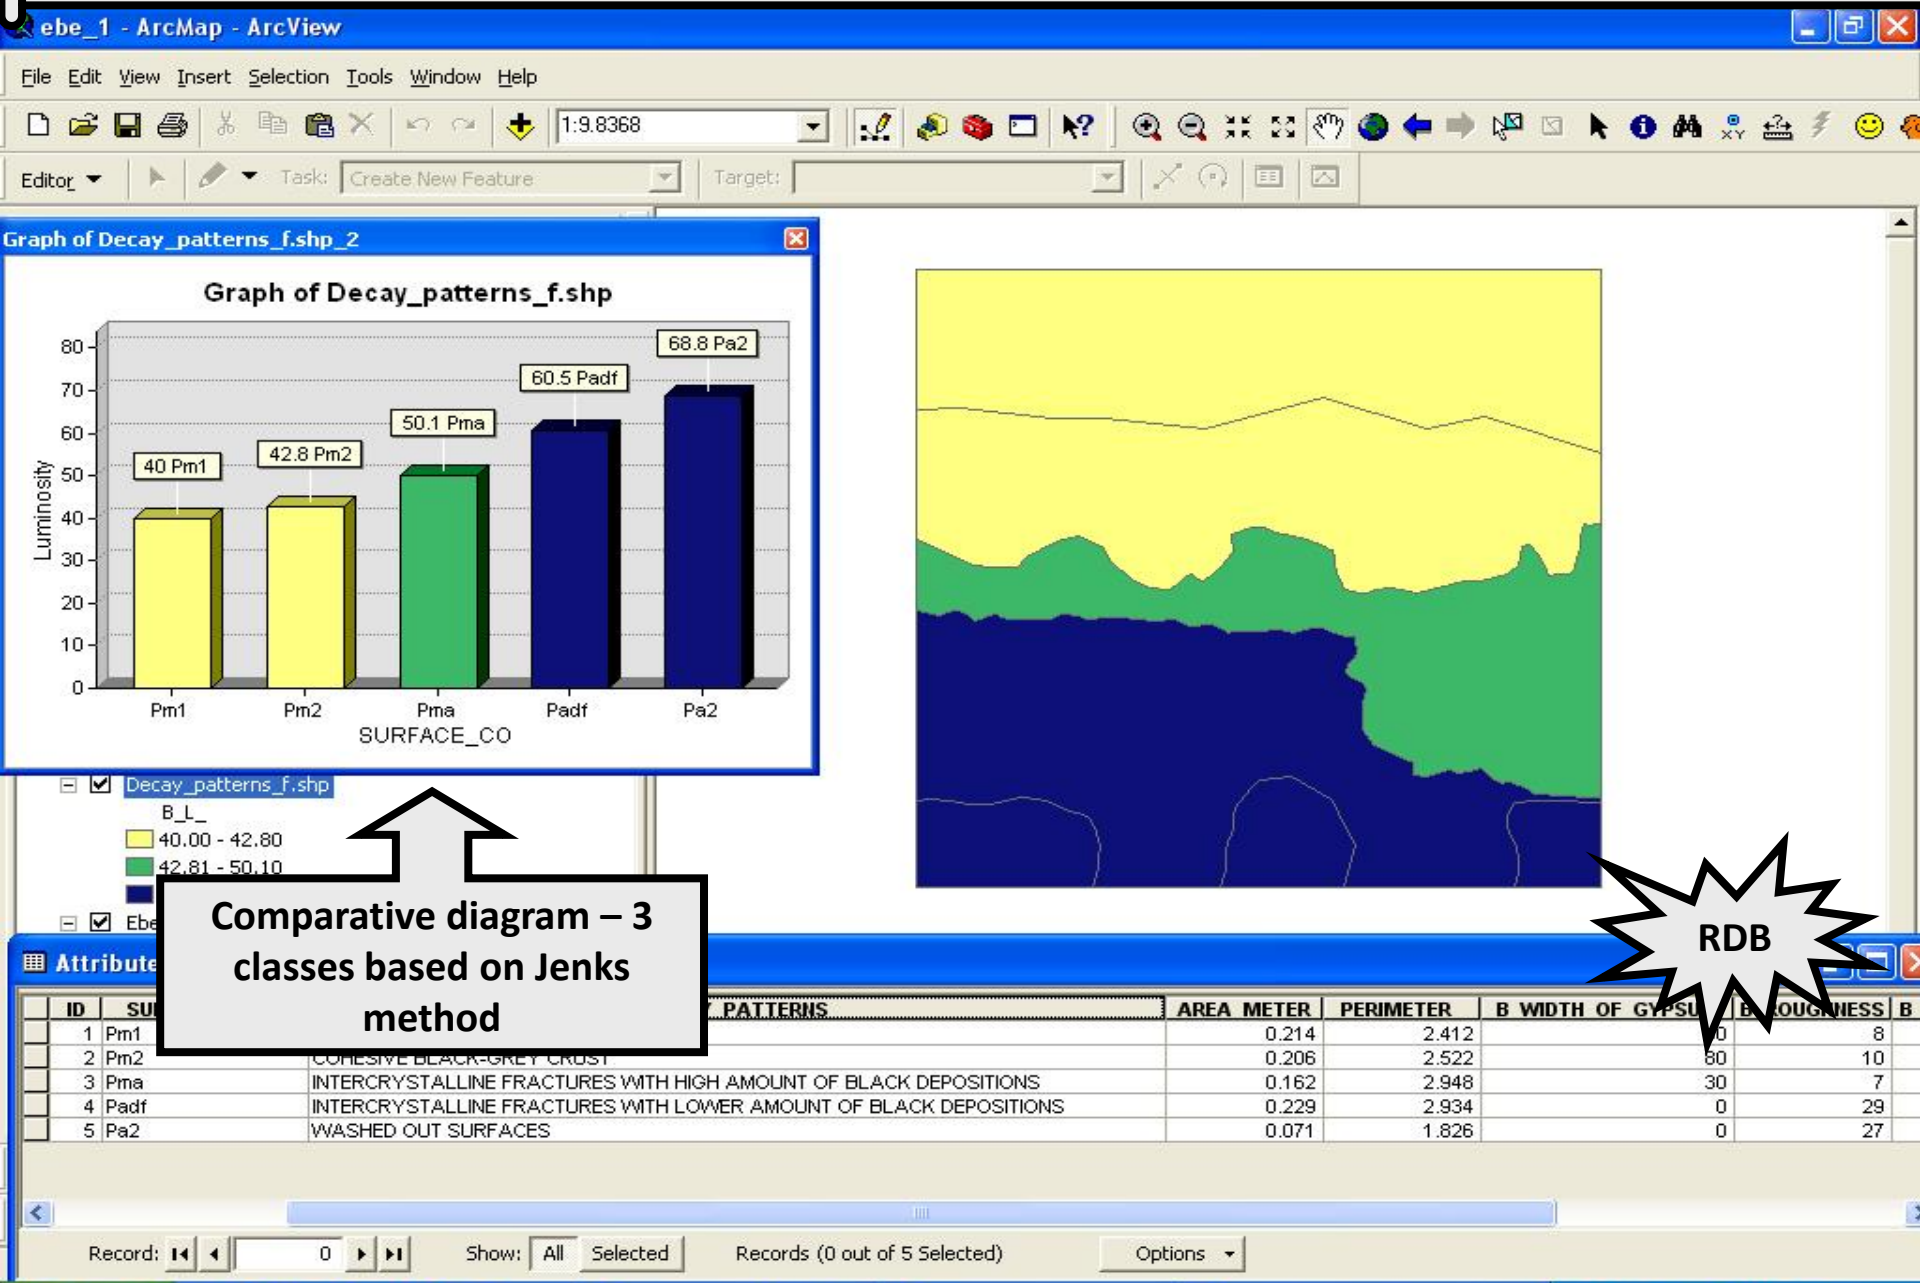 ebe_1 - ArcMap - ArcView
File Edit View Insert Selection Tools Window Help
1:9.8368
Editor Task: Create New Feature Target:
Graph of Decay_patterns_f.shp_2
Graph of Decay_patterns_f.shp
80
70
60
50
40
30
20
10
0
Luminosity
40 Pm1
42.8 Pm2
50.1 Pma
60.5 Padf
68.8 Pa2
Pm1 Pm2 Pma Padf Pa2
SURFACE_CO
Decay_patterns_f.shp
B_L_
40.00 - 42.80
42.81 - 50.10
Comparative diagram – 3
classes based on Jenks
method
RDB
ID PATTERNS AREA METER PERIMETER B WIDTH OF B
1 Pm1 0.214 2.412 8
2 Pm2 COHESIVE BLACK-GREY CRUST 0.206 2.522 80 10
3 Pma INTERCRYSTALLINE FRACTURES WITH HIGH AMOUNT OF BLACK DEPOSITIONS 0.162 2.948 30 7
4 Padf INTERCRYSTALLINE FRACTURES WITH LOWER AMOUNT OF BLACK DEPOSITIONS 0.229 2.934 0 29
5 Pa2 WASHED OUT SURFACES 0.071 1.826 0 27
Record: 0 Show: All Selected Records (0 out of 5 Selected) Options